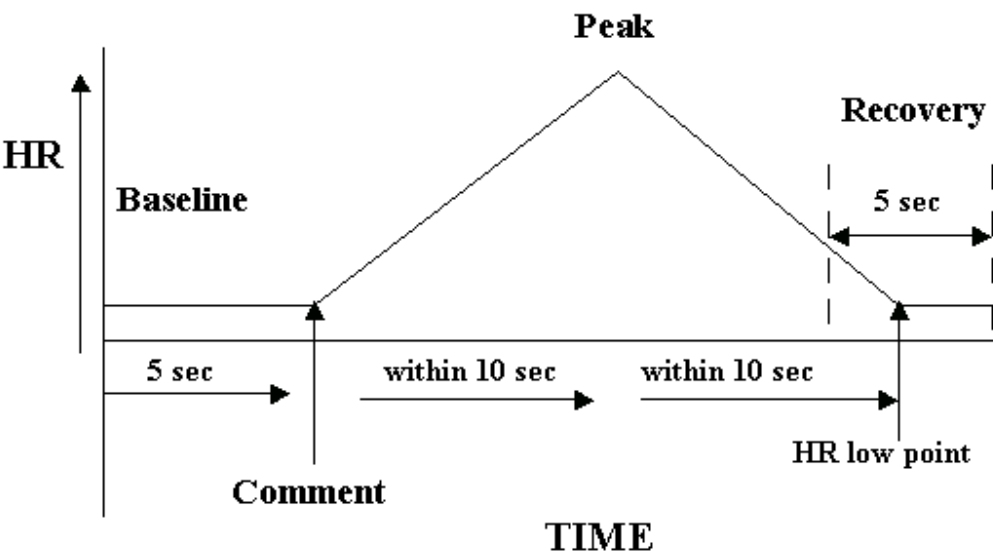 Peak
Recovery
HR
Baseline
5 sec
5 sec
within 10 sec
within 10 sec
HR low point
Comment
TIME